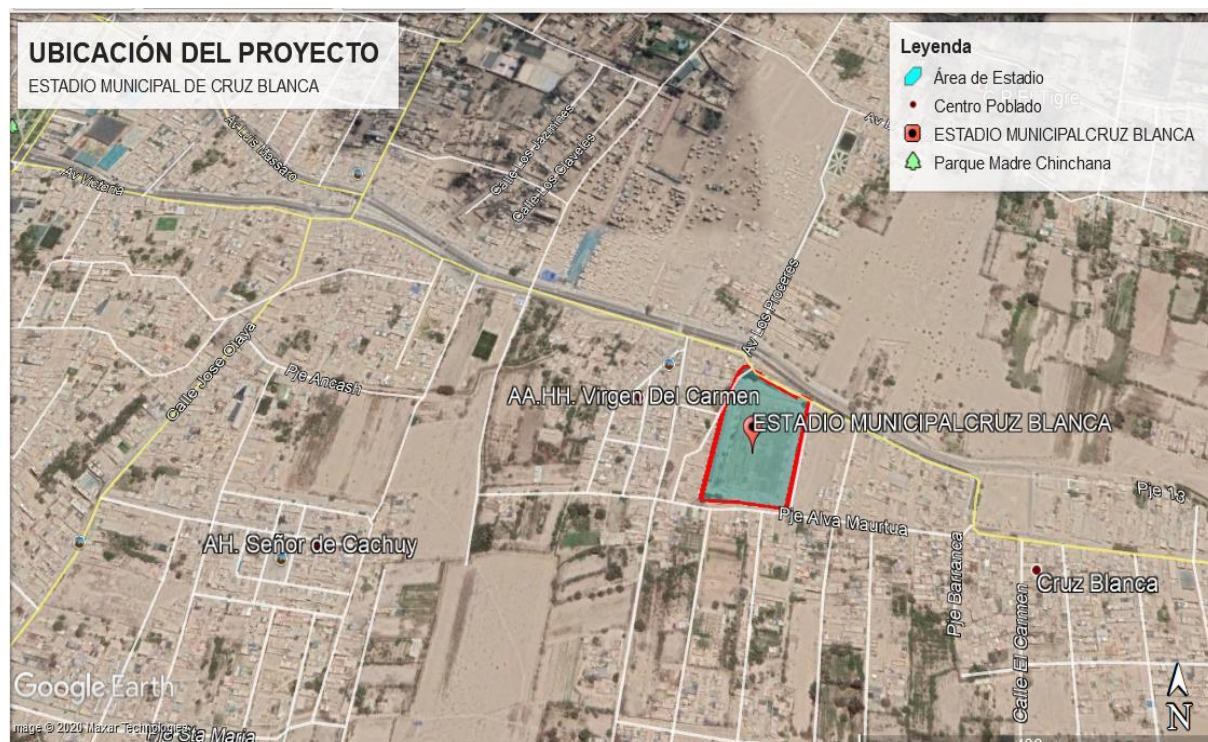 UBICACIÓN DEL PROYECTO
ESTADIO MUNICIPAL DE CRUZ BLANCA
Leyenda
Área de Estadio
Centro Poblado
ESTADIO MUNICIPALCRUZ BLANCA
Parque Madre Chinchana
C.P. El Tigre
Av Luis Massaro
Av Victoria
Calle Los Jazmines
Calle Los Claveles
Av Los Proceres
Calle Jose Olaya
Pje Ancash
AA.HH. Virgen Del Carmen
ESTADIO MUNICIPALCRUZ BLANCA
Pje 13
Pje Alva Maurtua
AH. Señor de Cachuy
Pje Barranca
Cruz Blanca
Calle El Carmen
Google Earth
Image © 2020 Maxar Technologies
Pje Sta Maria
N